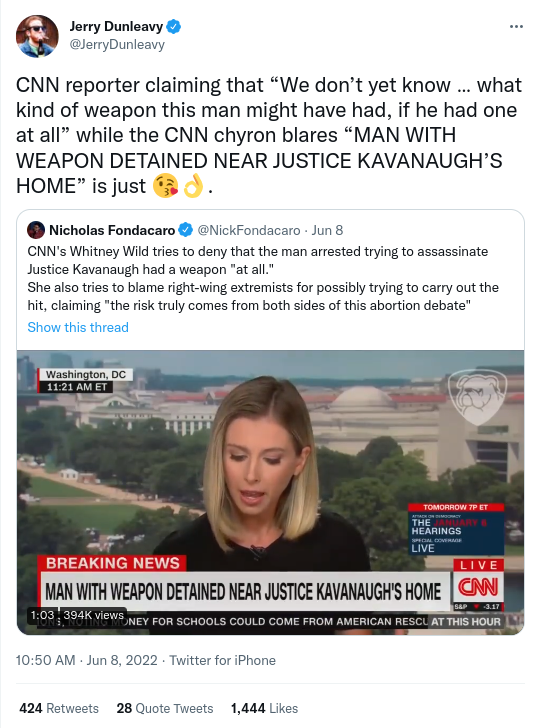 Jerry Dunleavy
@JerryDunleavy
CNN reporter claiming that “We don’t yet know … what
kind of weapon this man might have had, if he had one
at all” while the CNN chyron blares “MAN WITH
WEAPON DETAINED NEAR JUSTICE KAVANAUGH’S
HOME” is just 😘👌.
Nicholas Fondacaro @NickFondacaro · Jun 8
CNN's Whitney Wild tries to deny that the man arrested trying to assassinate
Justice Kavanaugh had a weapon "at all."
She also tries to blame right-wing extremists for possibly trying to carry out the
hit, claiming "the risk truly comes from both sides of this abortion debate"
Show this thread
Washington, DC
11:21 AM ET
TOMORROW 7P ET
ATTACK ON DEMOCRACY
THE JANUARY 6
HEARINGS
SPECIAL COVERAGE
LIVE
BREAKING NEWS
LIVE
MAN WITH WEAPON DETAINED NEAR JUSTICE KAVANAUGH'S HOME
CNN
S&P -3.17
1:03 394K views
NOTING MONEY FOR SCHOOLS COULD COME FROM AMERICAN RESCU
AT THIS HOUR
10:50 AM · Jun 8, 2022 · Twitter for iPhone
424 Retweets 28 Quote Tweets 1,444 Likes